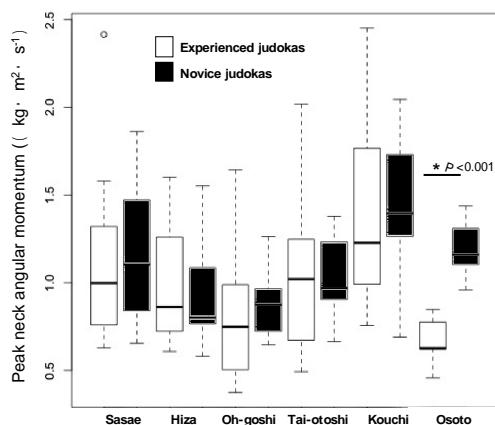 Peak neck angular momentum (( kg· m²· s⁻¹)
2.5
2.0
1.5
1.0
0.5
Experienced judokas
Novice judokas
* P<0.001
Sasae Hiza Oh-goshi Tai-otoshi Kouchi Osoto